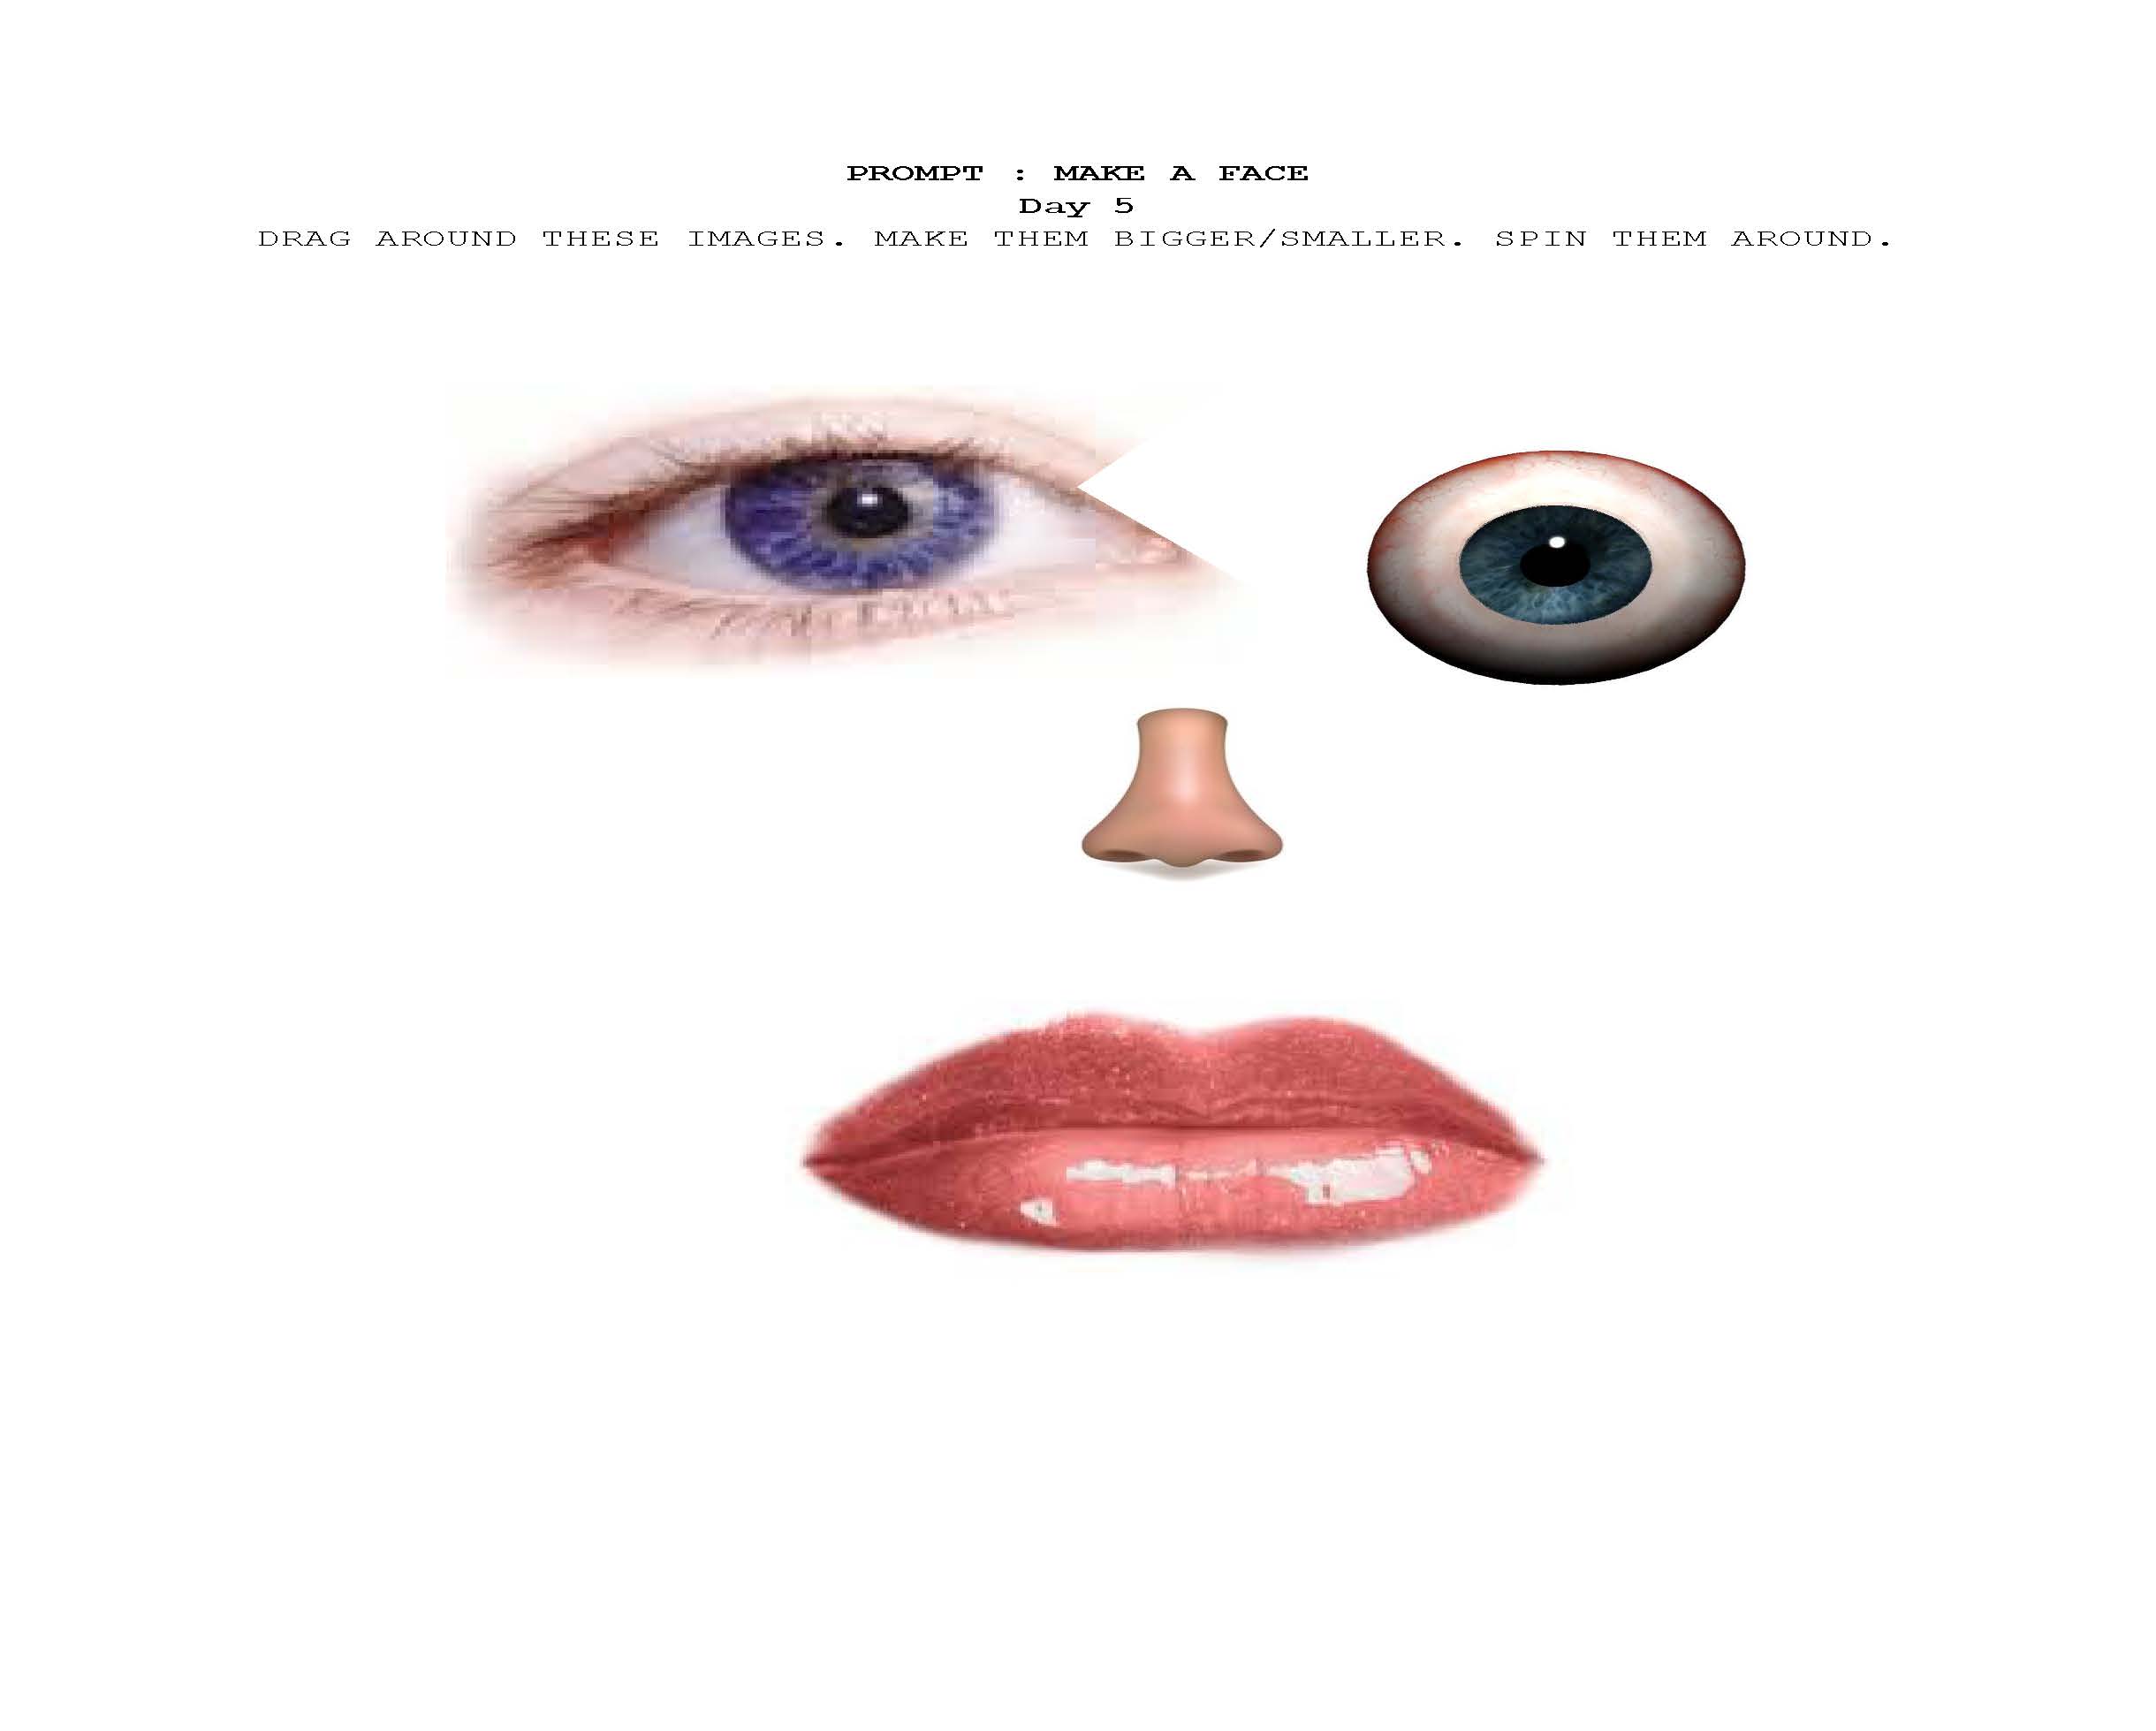 PROMPT : MAKE A FACE
Day 5
DRAG AROUND THESE IMAGES. MAKE THEM BIGGER/SMALLER. SPIN THEM AROUND.